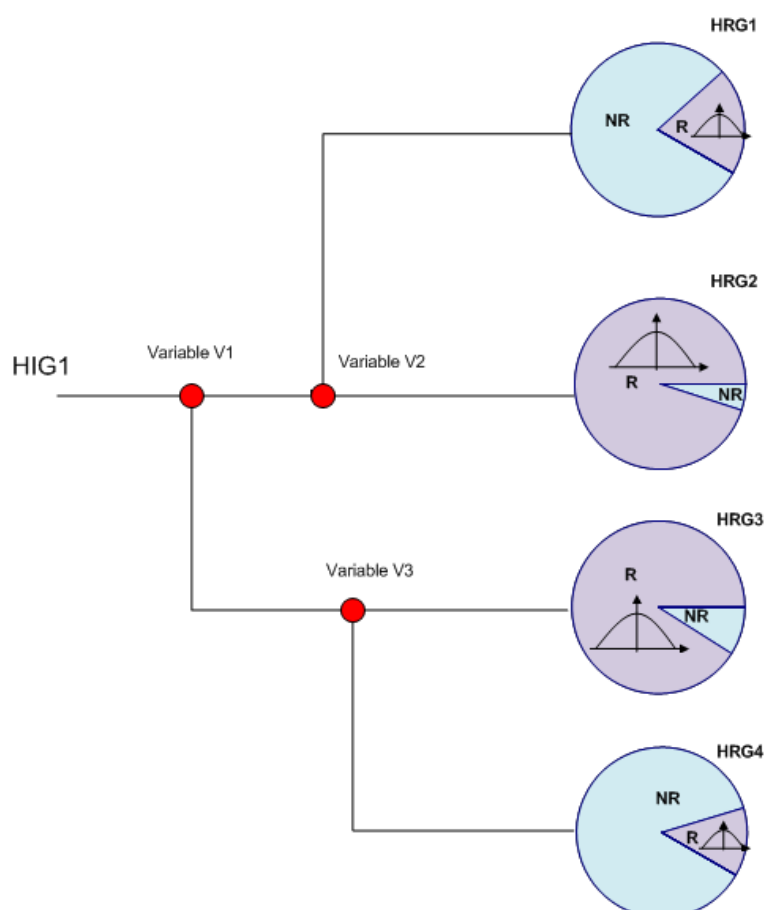 HRG1
NR
R
HRG2
R
NR
HIG1
Variable V1
Variable V2
HRG3
R
NR
Variable V3
HRG4
NR
R